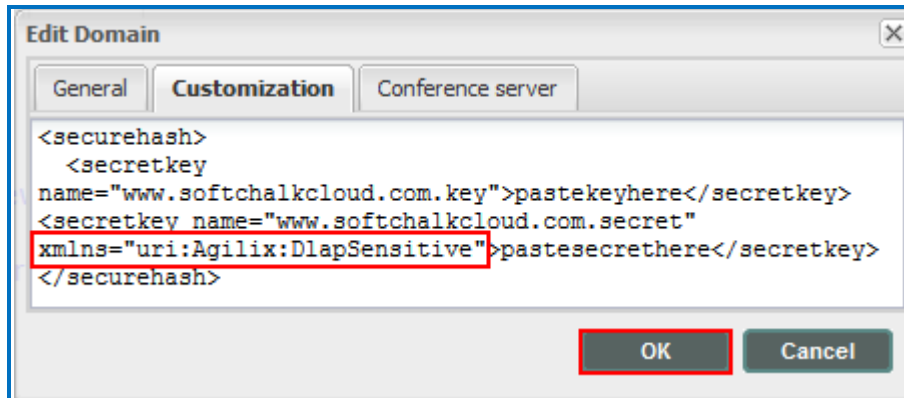 Edit Domain
General Customization Conference server
<securehash>
  <secretkey
name="www.softchalkcloud.com.key">pastekeyhere</secretkey>
<secretkey name="www.softchalkcloud.com.secret"
xmlns="uri:Agilix:DlapSensitive">pastesecrethere</secretkey>
</securehash>
OK Cancel